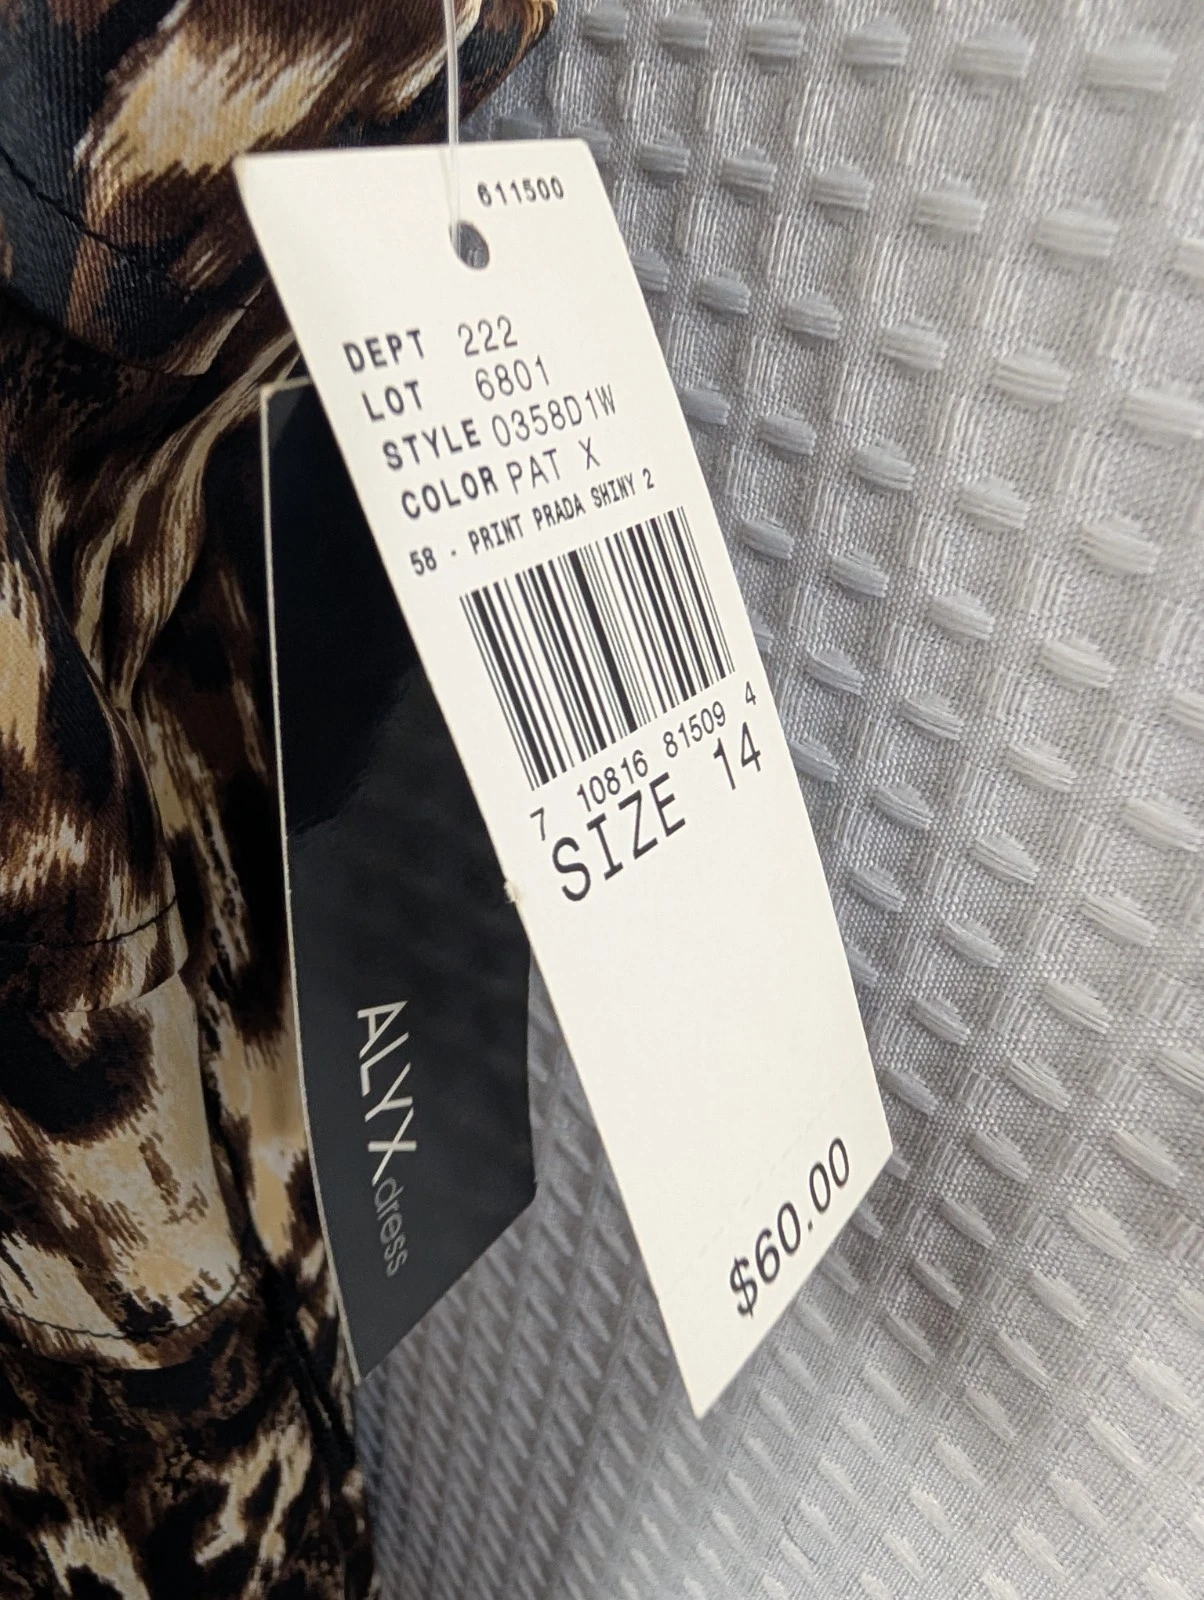 611500
DEPT 222
LOT 6801
STYLE 0358D1W
COLOR PAT X
58 - PRINT PRADA SHINY 2
7 10816 81509 4
SIZE 14
$60.00
ALYXdress